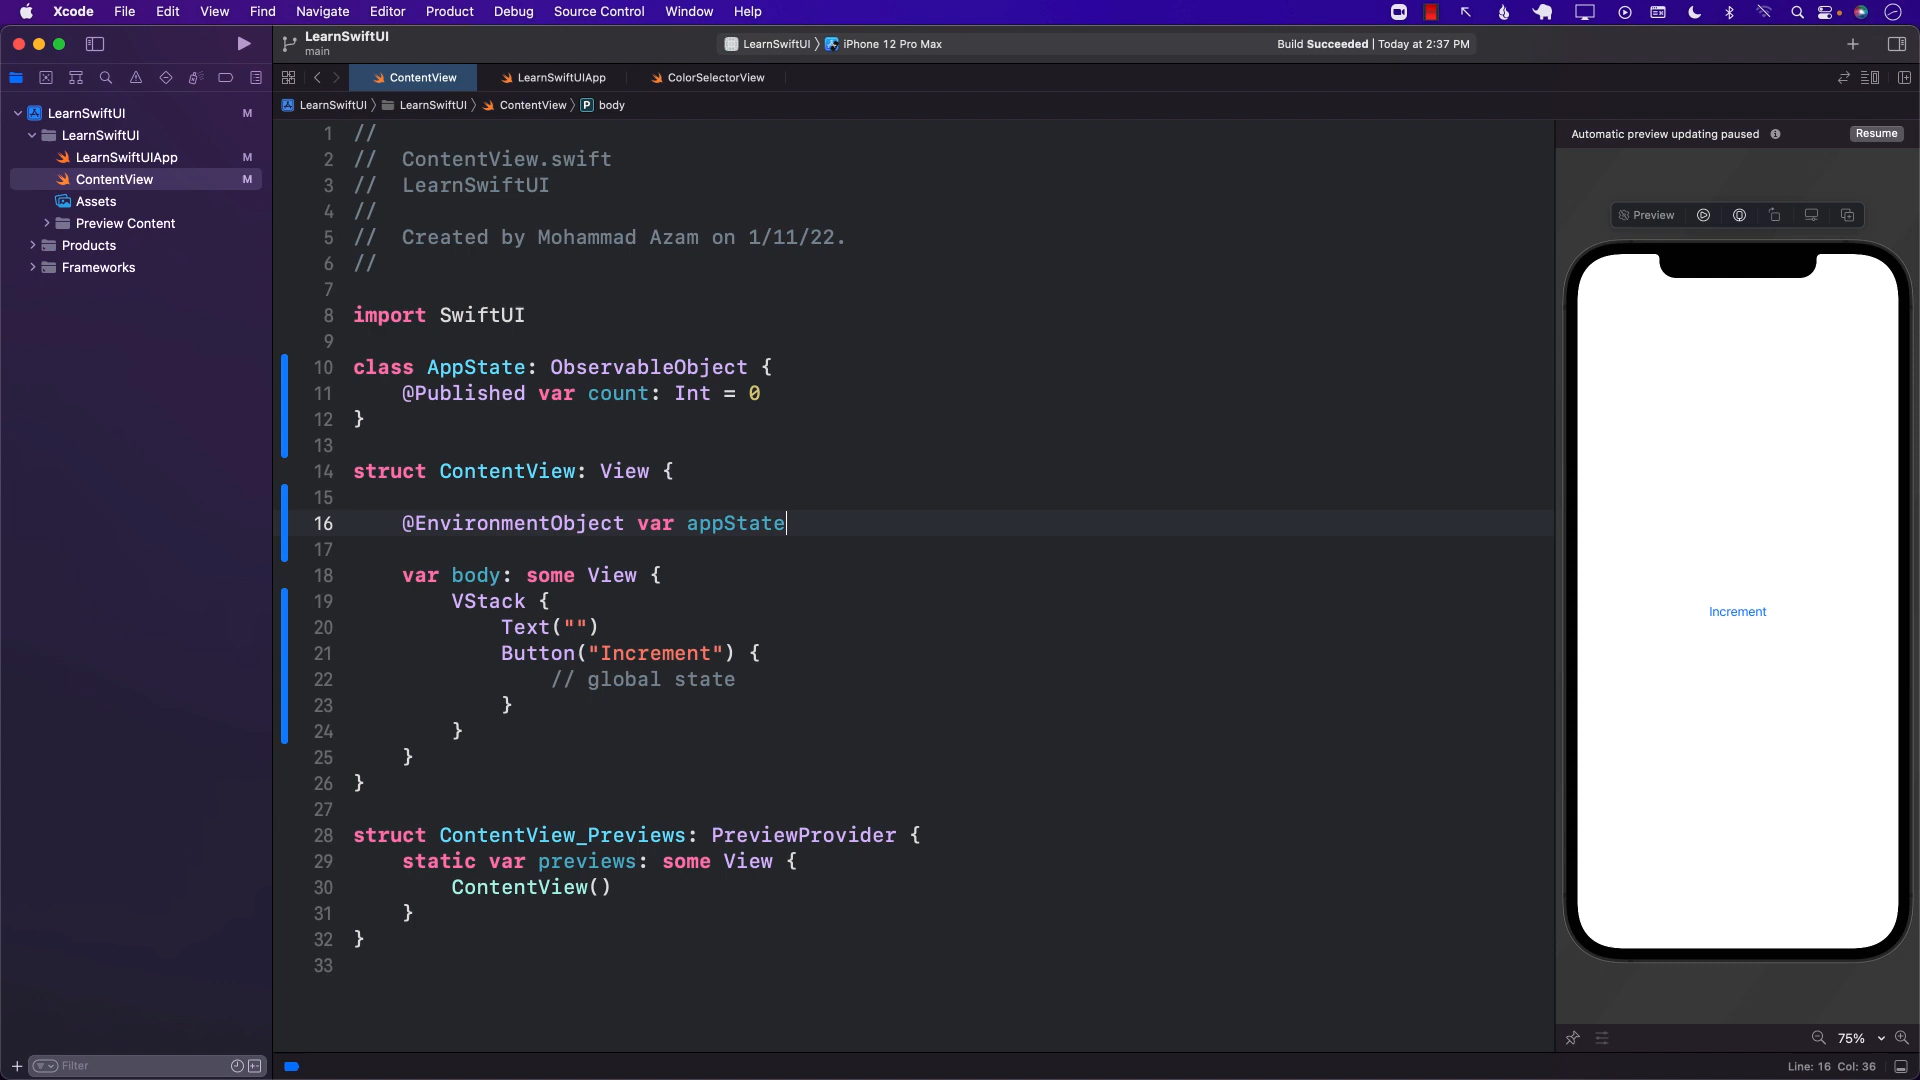 Xcode File Edit View Find Navigate Editor Product Debug Source Control Window Help
LearnSwiftUI
main
LearnSwiftUI iPhone 12 Pro Max
Build Succeeded | Today at 2:37 PM
ContentView LearnSwiftUIApp ColorSelectorView
LearnSwiftUI LearnSwiftUI ContentView P body
LearnSwiftUI M
LearnSwiftUI
LearnSwiftUIApp M
ContentView M
Assets
Preview Content
Products
Frameworks
Filter
1 //
2 //  ContentView.swift
3 //  LearnSwiftUI
4 //
5 //  Created by Mohammad Azam on 1/11/22.
6 //
7
8 import SwiftUI
9
10 class AppState: ObservableObject {
11     @Published var count: Int = 0
12 }
13
14 struct ContentView: View {
15
16     @EnvironmentObject var appState
17
18     var body: some View {
19         VStack {
20             Text("")
21             Button("Increment") {
22                 // global state
23             }
24         }
25     }
26 }
27
28 struct ContentView_Previews: PreviewProvider {
29     static var previews: some View {
30         ContentView()
31     }
32 }
33
Automatic preview updating paused Resume
Preview
Increment
75%
Line: 16 Col: 36